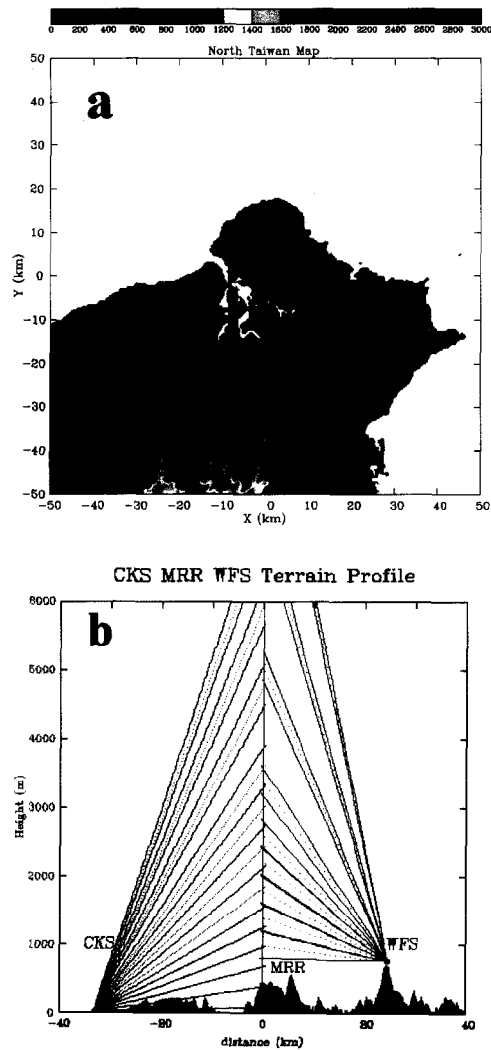 0 200 400 600 800 1000 1200 1400 1600 1800 2000 2200 2400 2600 2800 3000
North Taiwan Map
a
50
40
30
20
10
0
-10
-20
-30
-40
-50
Y (km)
-50 -40 -30 -20 -10 0 10 20 30 40 50
X (km)
CKS MRR WFS Terrain Profile
b
6000
5000
4000
3000
2000
1000
0
Height (m)
CKS
MRR
WFS
-40 -20 0 20 40
distance (km)